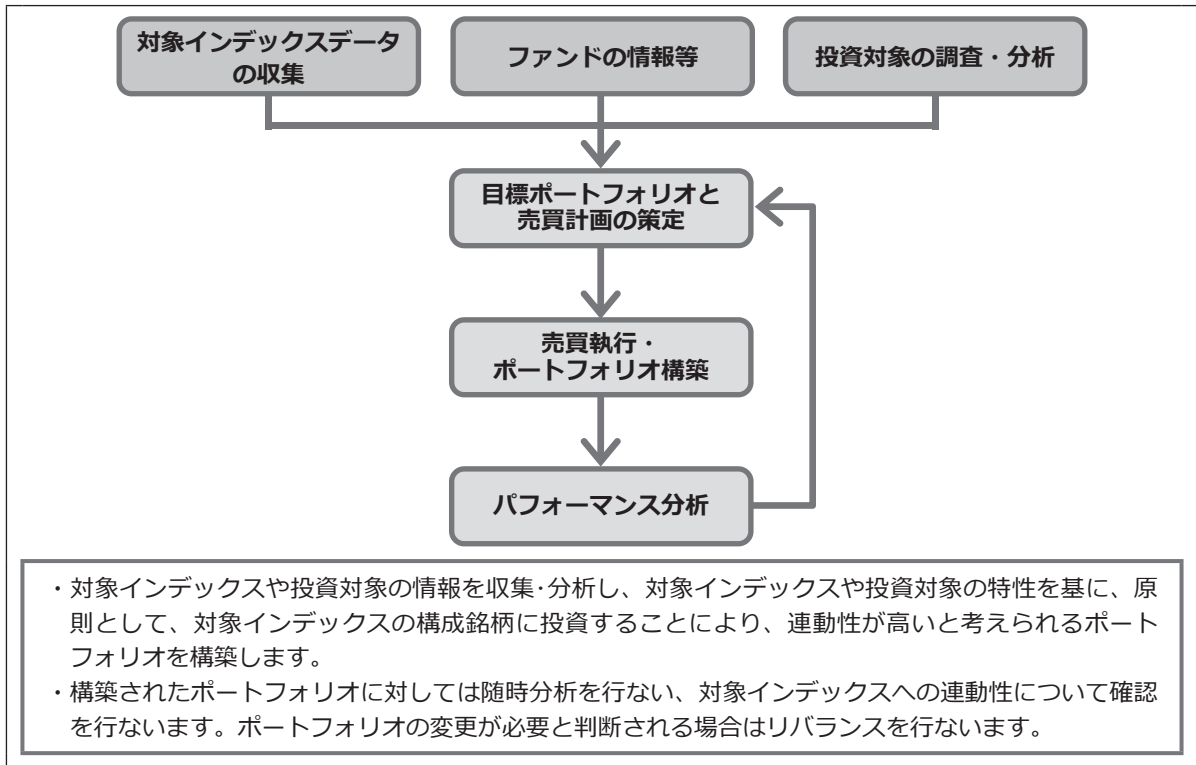 対象インデックスデータ
の収集
ファンドの情報等
投資対象の調査・分析
目標ポートフォリオと
売買計画の策定
売買執行・
ポートフォリオ構築
パフォーマンス分析
・対象インデックスや投資対象の情報を収集・分析し、対象インデックスや投資対象の特性を基に、原
則として、対象インデックスの構成銘柄に投資することにより、連動性が高いと考えられるポート
フォリオを構築します。
・構築されたポートフォリオに対しては随時分析を行ない、対象インデックスへの連動性について確認
を行ないます。ポートフォリオの変更が必要と判断される場合はリバランスを行ないます。